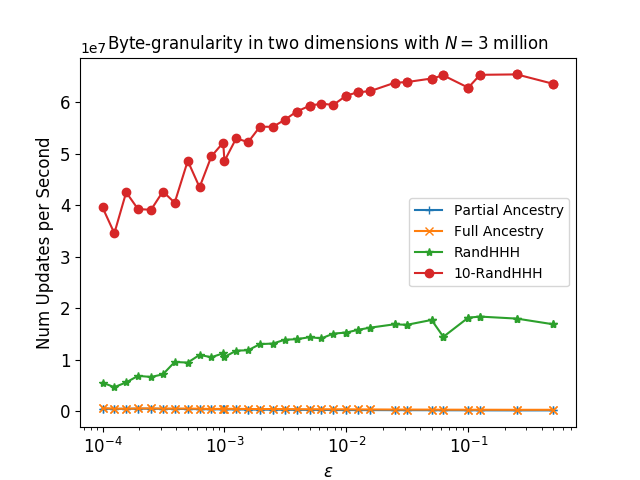 Byte-granularity in two dimensions with N = 3 million
1e7
Num Updates per Second
6
5
4
3
2
1
0
Partial Ancestry
Full Ancestry
RandHHH
10-RandHHH
10⁻⁴
10⁻³
10⁻²
10⁻¹
ε